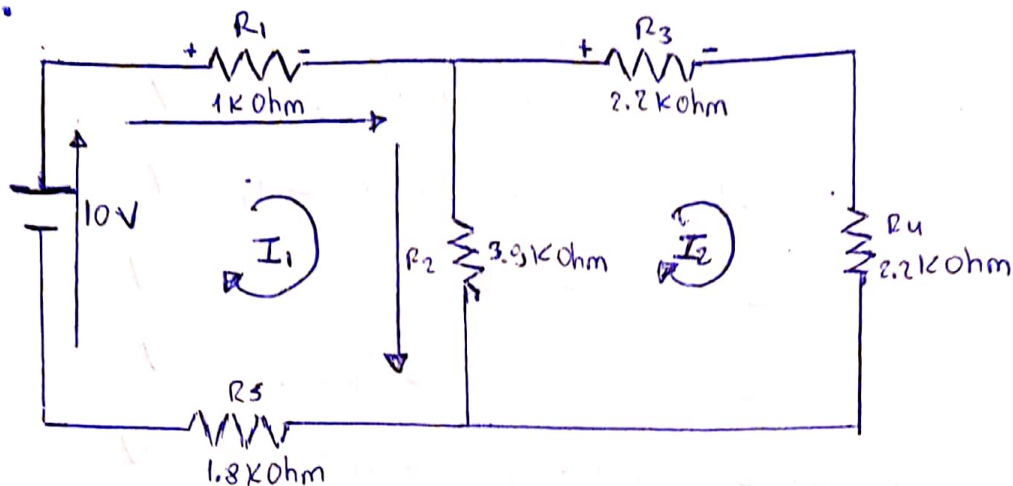 R1
+ -
1K Ohm
R3
+ -
2.2K Ohm
10V
I1
R2
3.9K Ohm
I2
R4
2.2K Ohm
R5
1.8K Ohm